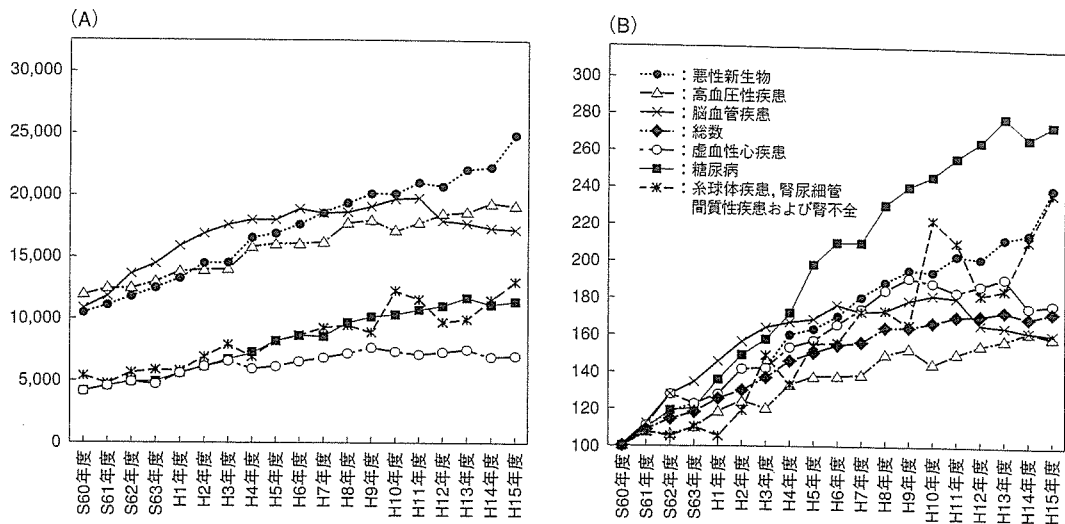 (A)
30,000
25,000
20,000
15,000
10,000
5,000
0
S60年度
S61年度
S62年度
S63年度
H1年度
H2年度
H3年度
H4年度
H5年度
H6年度
H7年度
H8年度
H9年度
H10年度
H11年度
H12年度
H13年度
H14年度
H15年度
(B)
300
280
260
240
220
200
180
160
140
120
100
：悪性新生物
：高血圧性疾患
：脳血管疾患
：総数
：虚血性心疾患
：糖尿病
：糸球体疾患，腎尿細管
間質性疾患および腎不全
S60年度
S61年度
S62年度
S63年度
H1年度
H2年度
H3年度
H4年度
H5年度
H6年度
H7年度
H8年度
H9年度
H10年度
H11年度
H12年度
H13年度
H14年度
H15年度